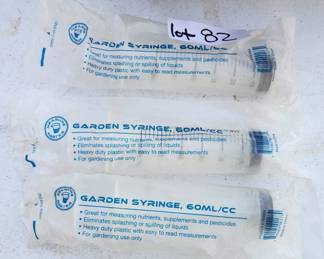 lot 82
GARDEN SYRINGE, 60ML/CC
• Great for measuring nutrients, supplements and pesticides
• Eliminates splashing or spilling of liquids
• Heavy duty plastic with easy to read measurements
• For gardening use only
GARDEN SYRINGE, 60ML/CC
• Great for measuring nutrients, supplements and pesticides
• Eliminates splashing or spilling of liquids
• Heavy duty plastic with easy to read measurements
• For gardening use only
GARDEN SYRINGE, 60ML/CC
• Great for measuring nutrients, supplements and pesticides
• Eliminates splashing or spilling of liquids
• Heavy duty plastic with easy to read measurements
• For gardening use only